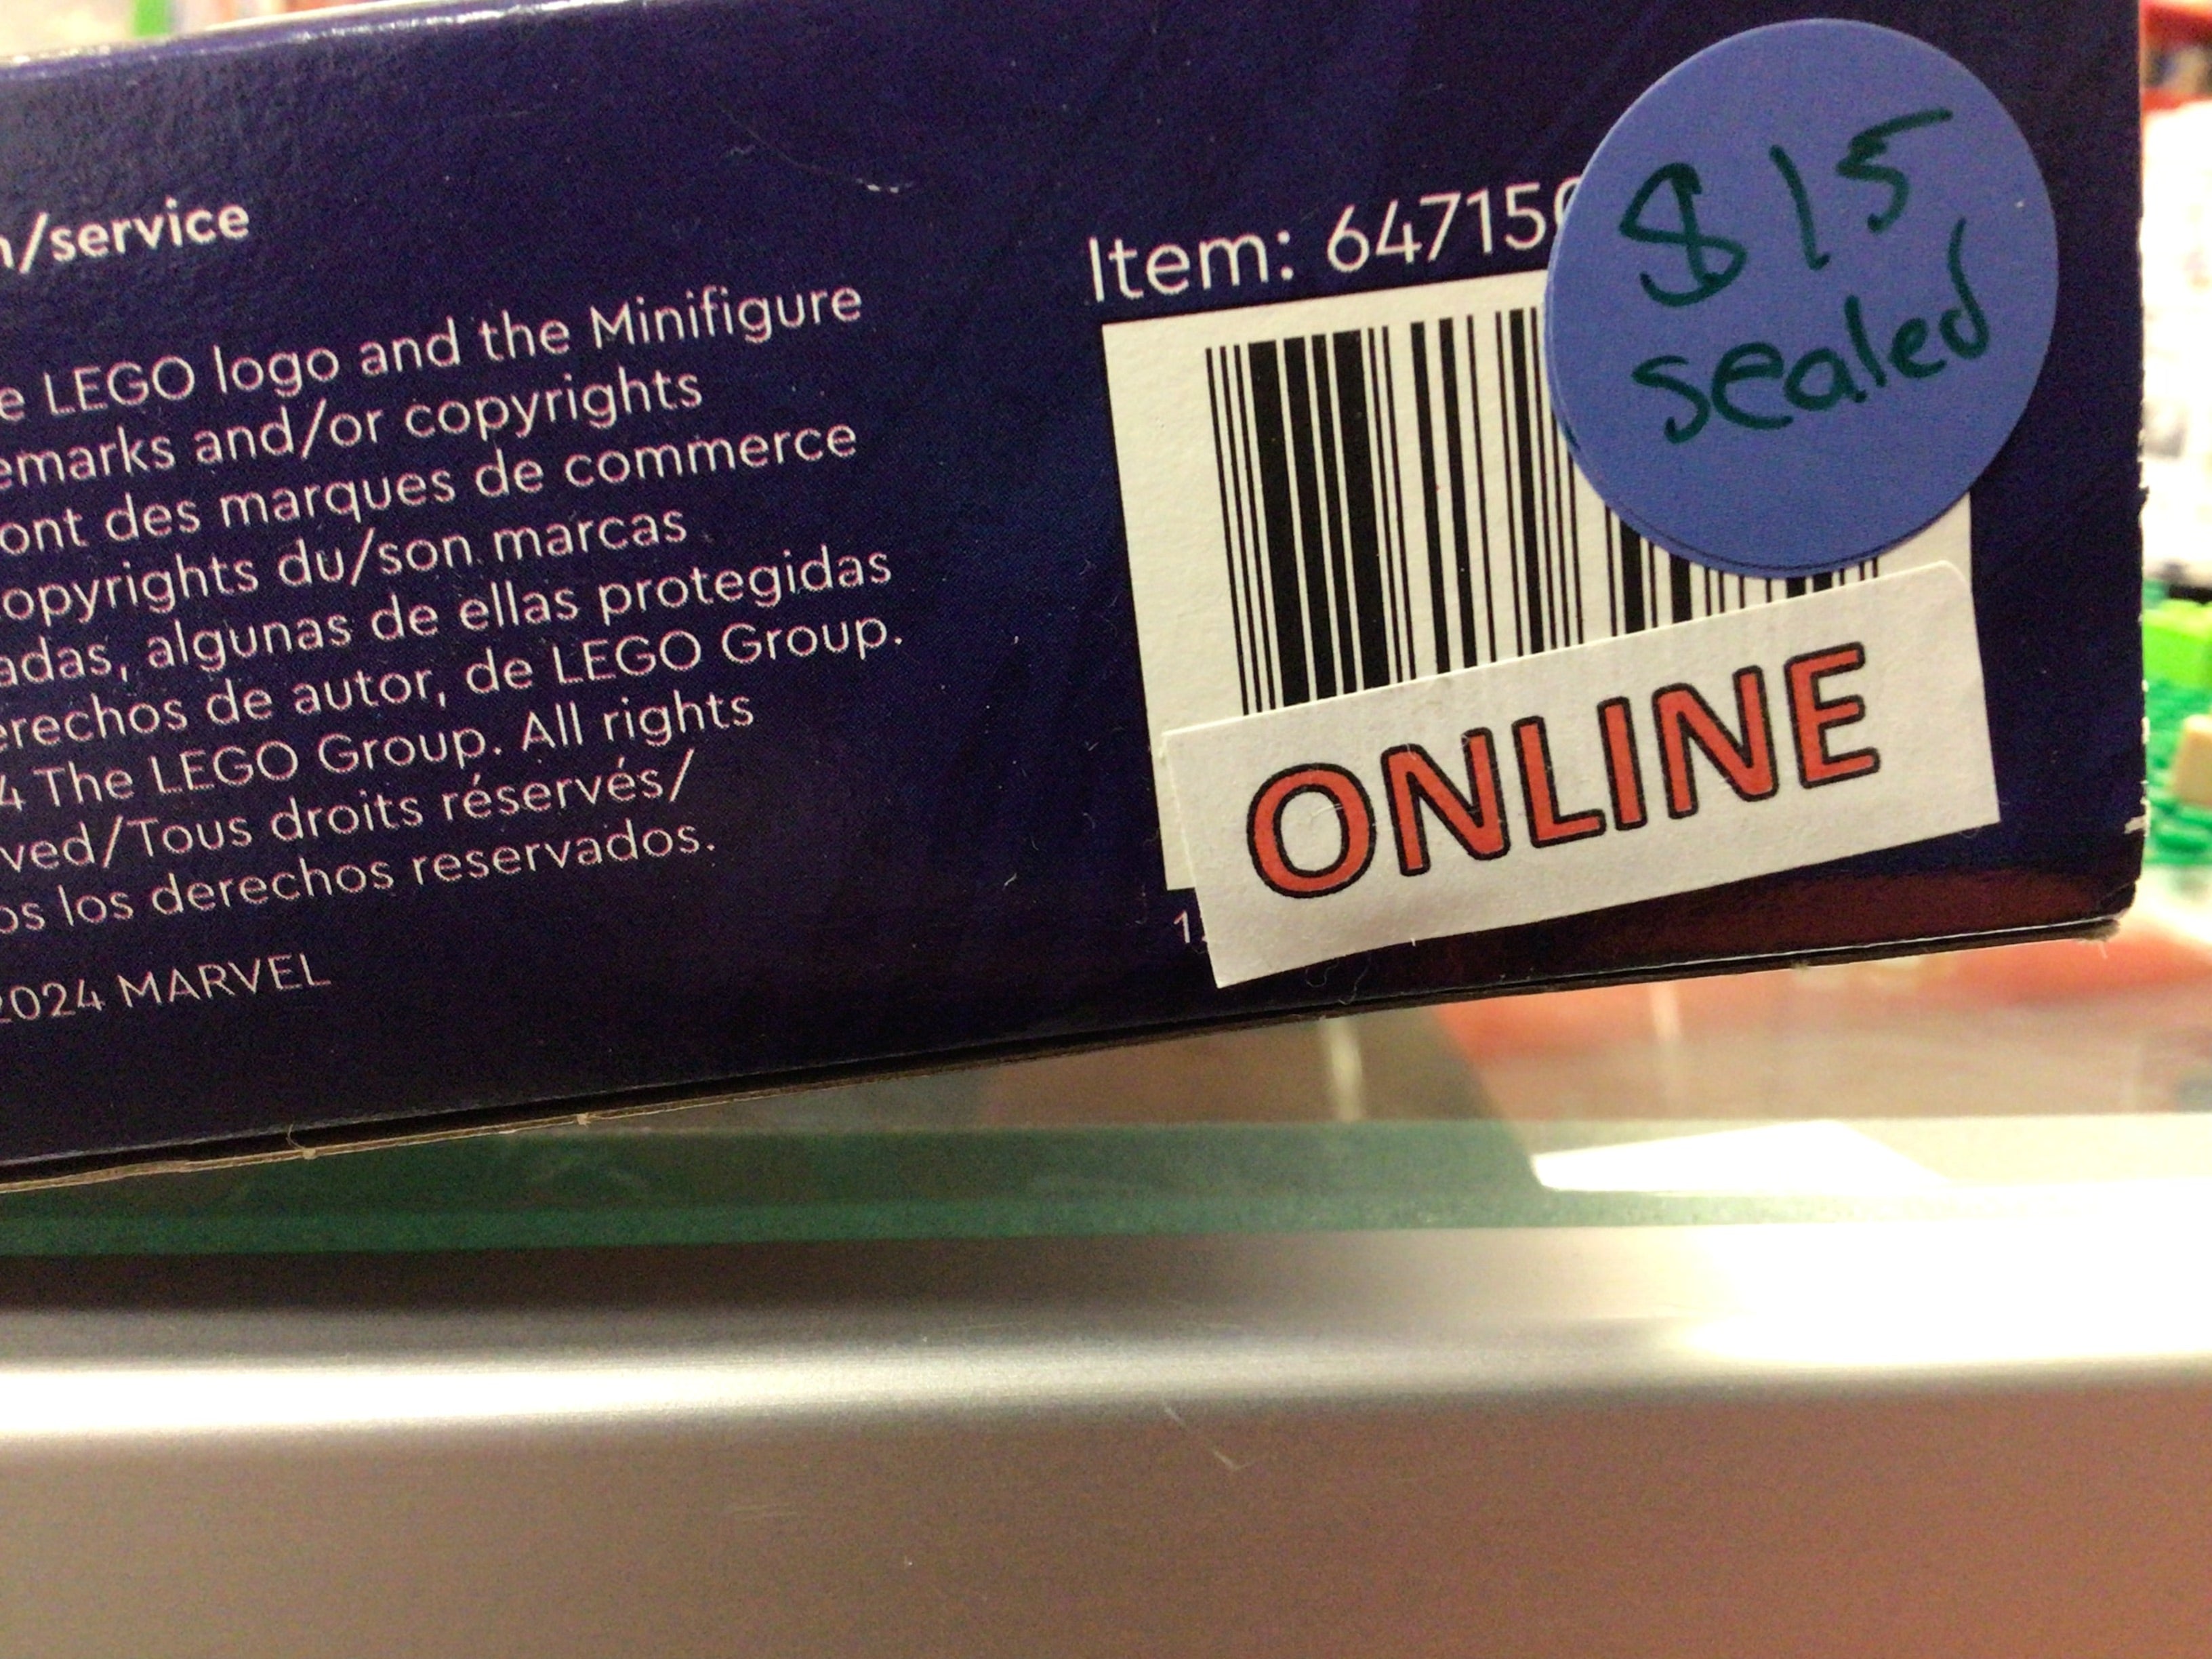 /service
LEGO logo and the Minifigure
emarks and/or copyrights
ont des marques de commerce
opyrights du/son marcas
adas, algunas de ellas protegidas
erechos de autor, de LEGO Group.
4 The LEGO Group. All rights
ved/Tous droits réservés/
os los derechos reservados.
2024 MARVEL
Item: 64715
$15
sealed
ONLINE